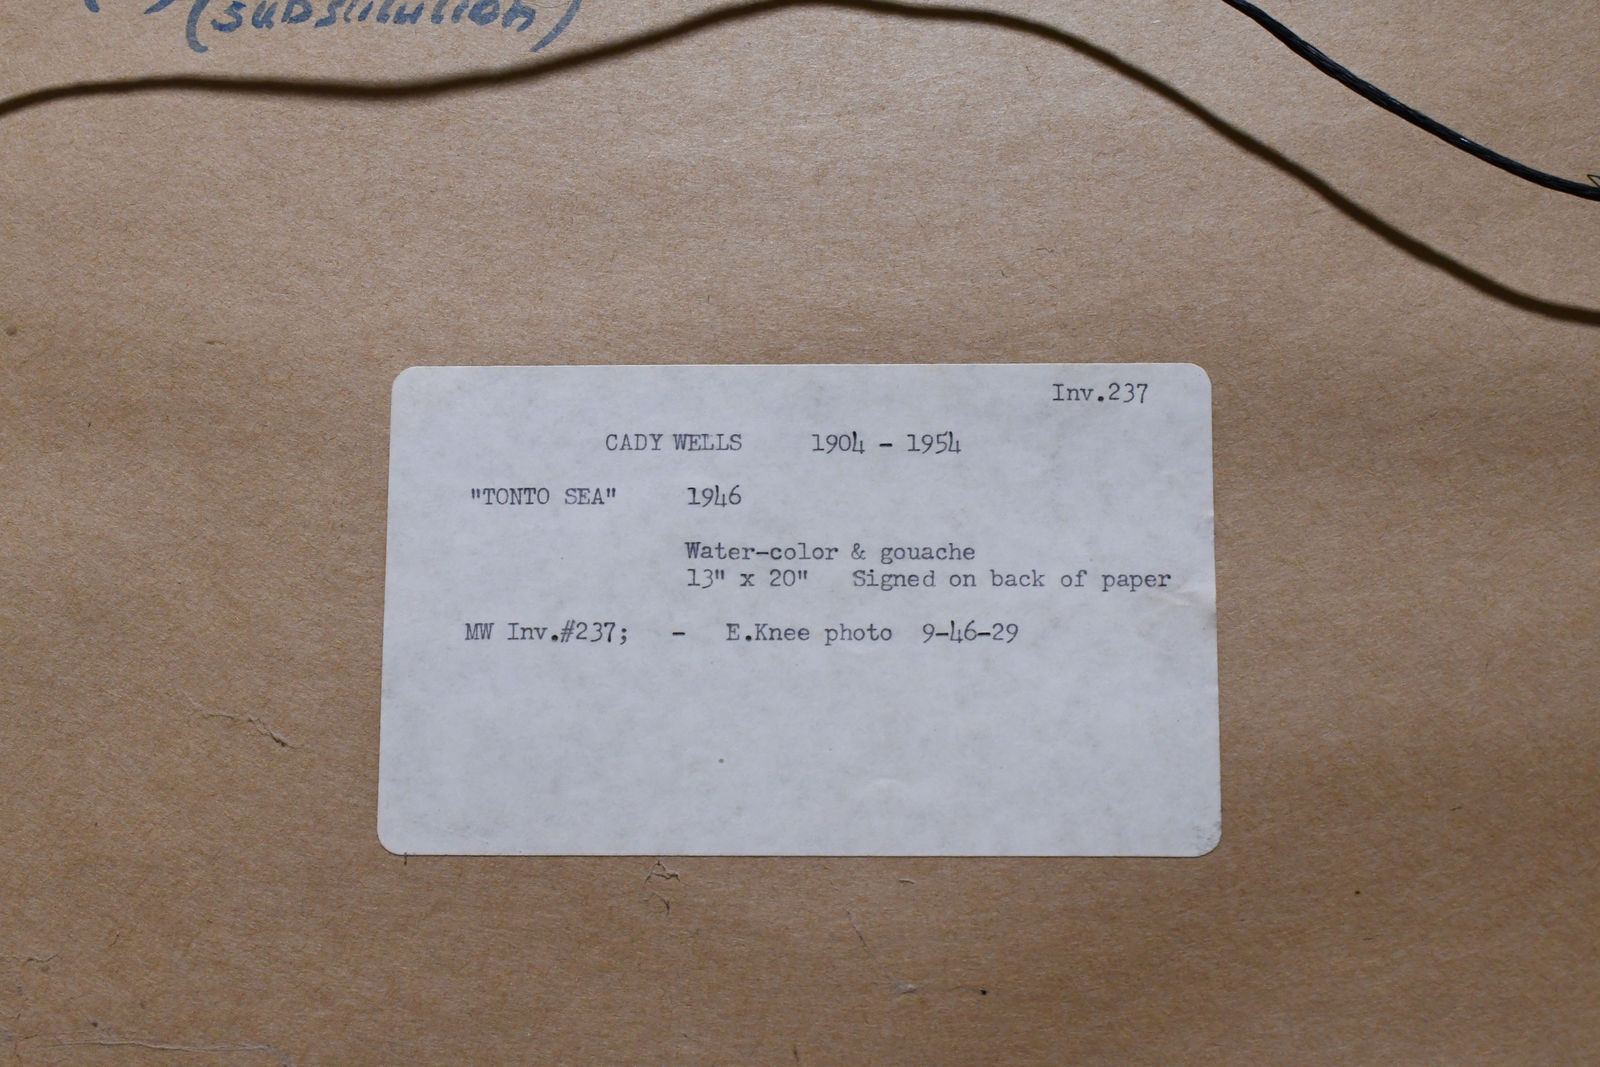 (substitution)
Inv.237
CADY WELLS 1904 - 1954
"TONTO SEA" 1946
Water-color & gouache
13" x 20" Signed on back of paper
MW Inv.#237; - E.Knee photo 9-46-29